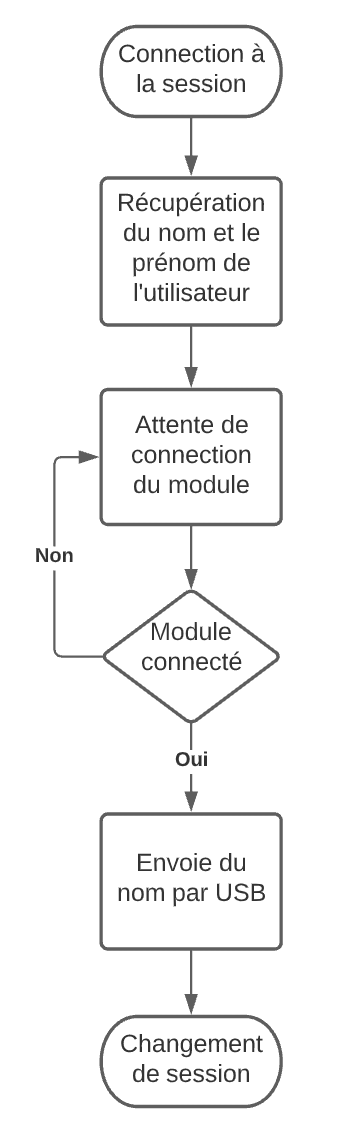 Connection à
la session
Récupération
du nom et le
prénom de
l'utilisateur
Attente de
connection
du module
Non
Module
connecté
Oui
Envoie du
nom par USB
Changement
de session